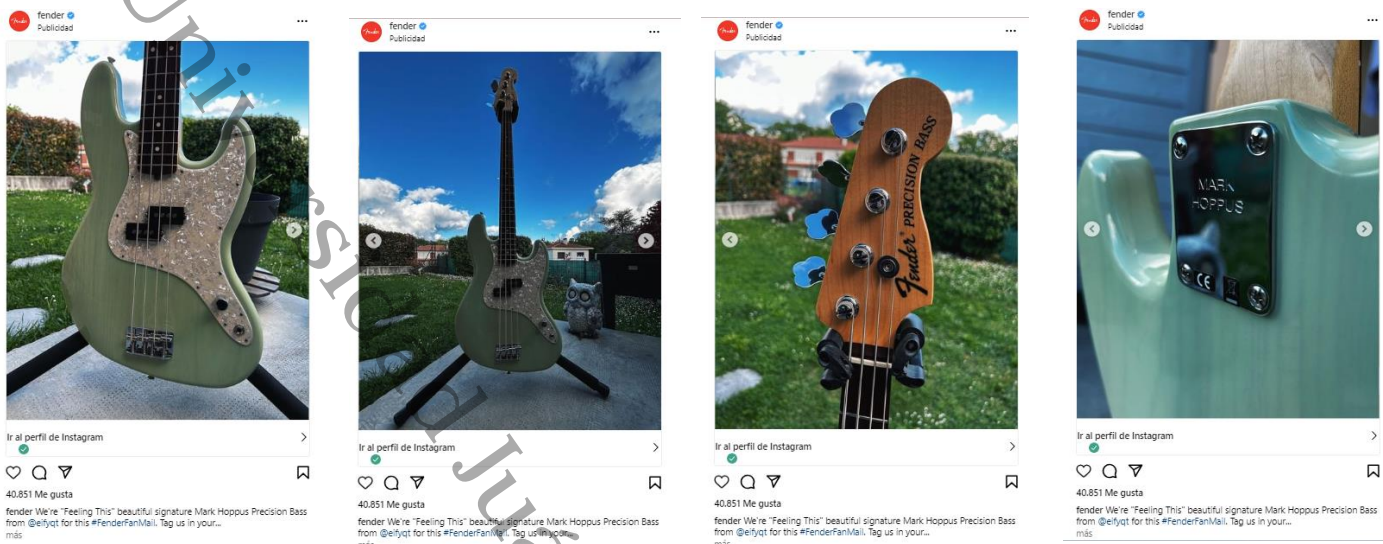 fender
Publicidad
MARK
HOPPUS
CE
Fender PRECISION BASS
Ir al perfil de Instagram
40.851 Me gusta
fender We're "Feeling This" beautiful signature Mark Hoppus Precision Bass
from @eifyqt for this #FenderFanMail. Tag us in your...
más
fender
Publicidad
Ir al perfil de Instagram
40.851 Me gusta
fender We're "Feeling This" beautiful signature Mark Hoppus Precision Bass
from @eifyqt for this #FenderFanMail. Tag us in your...
más
fender
Publicidad
Ir al perfil de Instagram
40.851 Me gusta
fender We're "Feeling This" beautiful signature Mark Hoppus Precision Bass
from @eifyqt for this #FenderFanMail. Tag us in your...
fender
Publicidad
Ir al perfil de Instagram
40.851 Me gusta
fender We're "Feeling This" beautiful signature Mark Hoppus Precision Bass
from @eifyqt for this #FenderFanMail. Tag us in your...
más